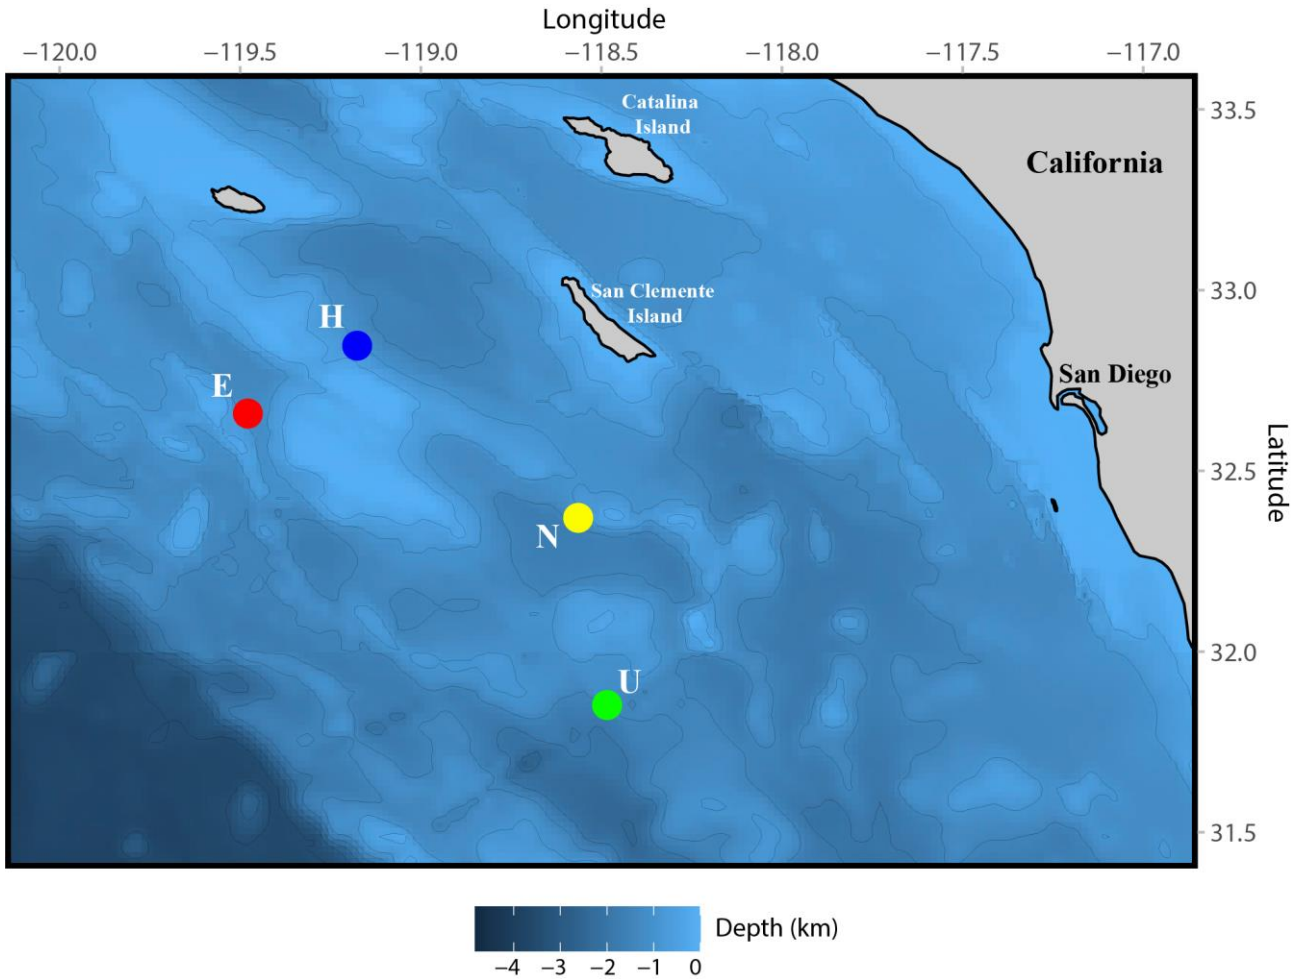 Longitude
−120.0 −119.5 −119.0 −118.5 −118.0 −117.5 −117.0
Catalina
Island
33.5
California
San Clemente
Island
33.0
H
San Diego
E
Latitude
32.5
N
32.0
U
31.5
Depth (km)
−4 −3 −2 −1 0